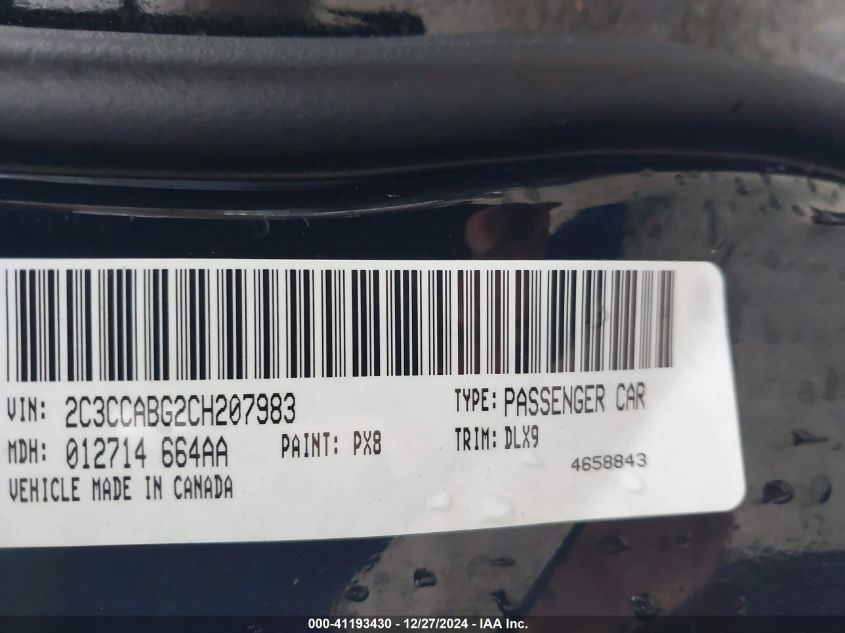 VIN: 2C3CCABG2CH207983 TYPE: PASSENGER CAR
MDH: 012714 664AA PAINT: PX8 TRIM: DLX9
VEHICLE MADE IN CANADA 4658843
000-41193430 - 12/27/2024 - IAA Inc.